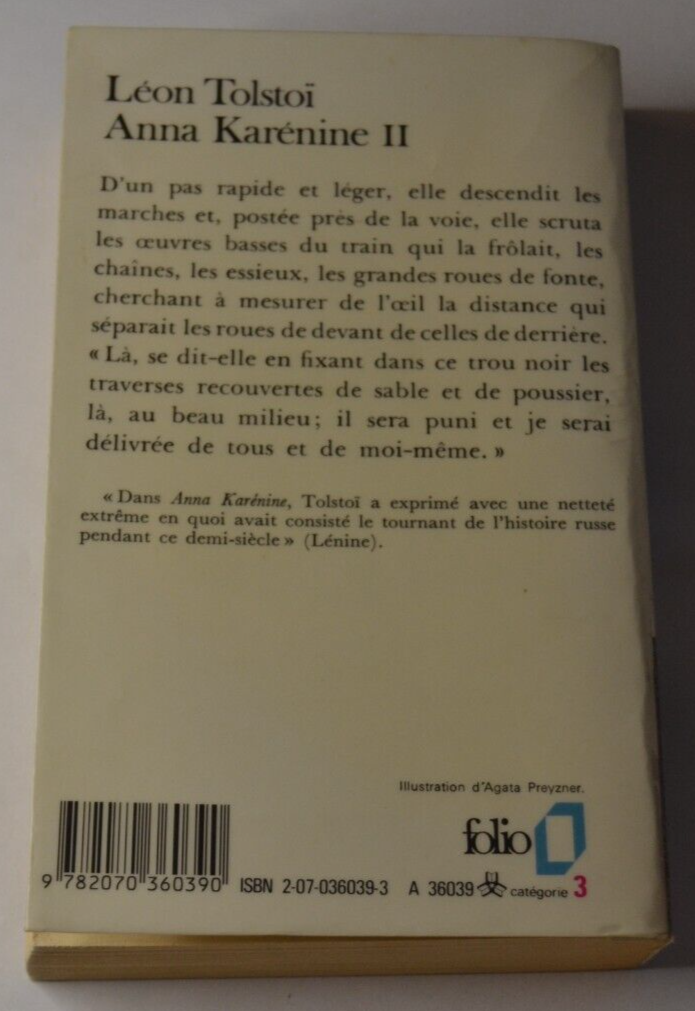 Léon Tolstoï
Anna Karénine II
D'un pas rapide et léger, elle descendit les
marches et, postée près de la voie, elle scruta
les œuvres basses du train qui la frôlait, les
chaînes, les essieux, les grandes roues de fonte,
cherchant à mesurer de l'œil la distance qui
séparait les roues de devant de celles de derrière.
« Là, se dit-elle en fixant dans ce trou noir les
traverses recouvertes de sable et de poussier,
là, au beau milieu; il sera puni et je serai
délivrée de tous et de moi-même. »
« Dans Anna Karénine, Tolstoï a exprimé avec une netteté
extrême en quoi avait consisté le tournant de l'histoire russe
pendant ce demi-siècle » (Lénine).
Illustration d'Agata Preyzner.
folio
9 782070 360390 ISBN 2-07-036039-3 A 36039 catégorie 3